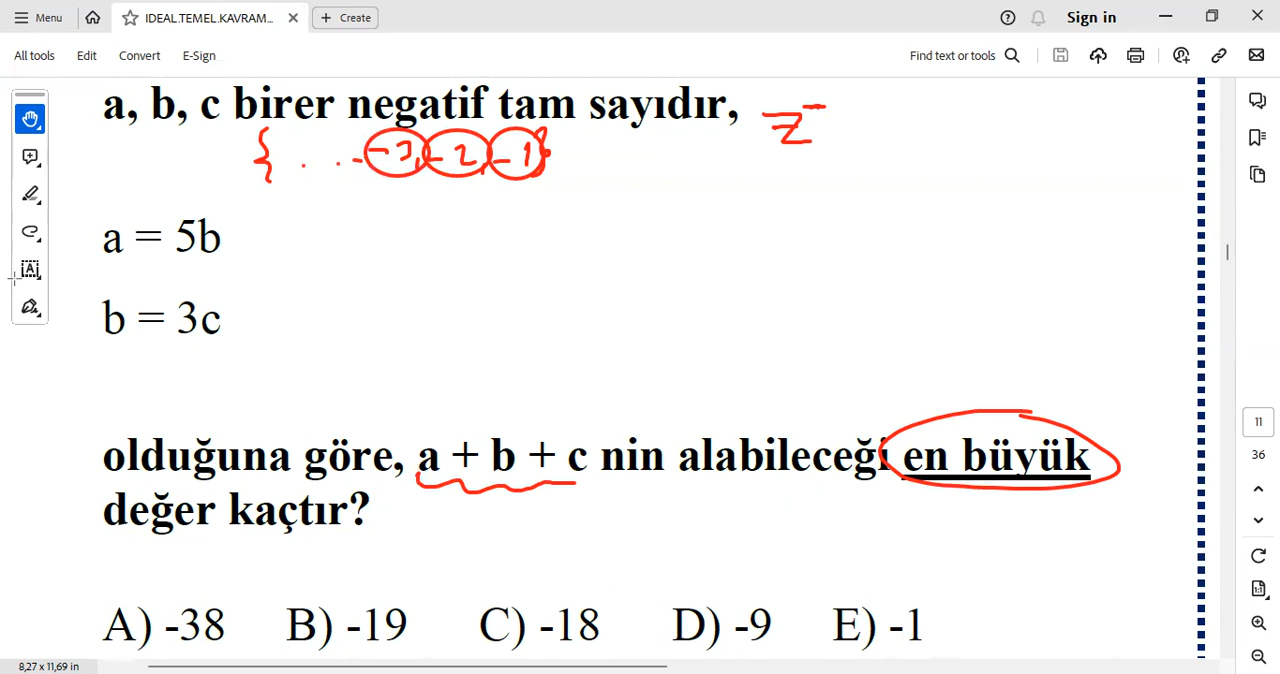 Menu
IDEAL.TEMEL.KAVRAM...
Create
Sign in
All tools Edit Convert E-Sign
Find text or tools
a, b, c birer negatif tam sayıdır, Z⁻
{ . . . -3, -2, -1}
a = 5b
b = 3c
olduğuna göre, a + b + c nin alabileceği en büyük
değer kaçtır?
A) -38 B) -19 C) -18 D) -9 E) -1
11
36
8,27 x 11,69 in